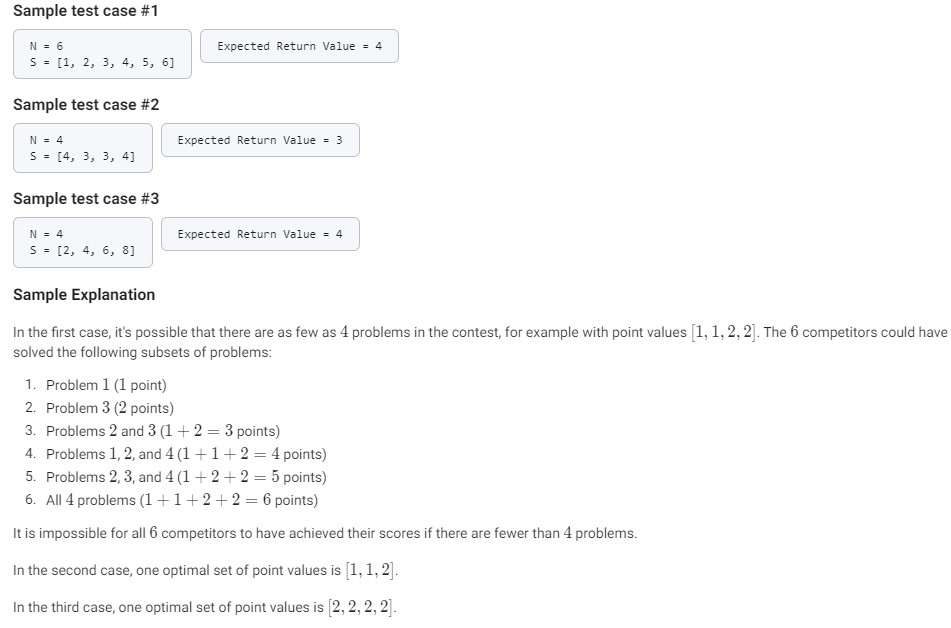 Sample test case #1
N = 6
S = [1, 2, 3, 4, 5, 6]
Expected Return Value = 4
Sample test case #2
N = 4
S = [4, 3, 3, 4]
Expected Return Value = 3
Sample test case #3
N = 4
S = [2, 4, 6, 8]
Expected Return Value = 4
Sample Explanation
In the first case, it's possible that there are as few as 4 problems in the contest, for example with point values [1, 1, 2, 2]. The 6 competitors could have
solved the following subsets of problems:
1. Problem 1 (1 point)
2. Problem 3 (2 points)
3. Problems 2 and 3 (1 + 2 = 3 points)
4. Problems 1, 2, and 4 (1 + 1 + 2 = 4 points)
5. Problems 2, 3, and 4 (1 + 2 + 2 = 5 points)
6. All 4 problems (1 + 1 + 2 + 2 = 6 points)
It is impossible for all 6 competitors to have achieved their scores if there are fewer than 4 problems.
In the second case, one optimal set of point values is [1, 1, 2].
In the third case, one optimal set of point values is [2, 2, 2, 2].